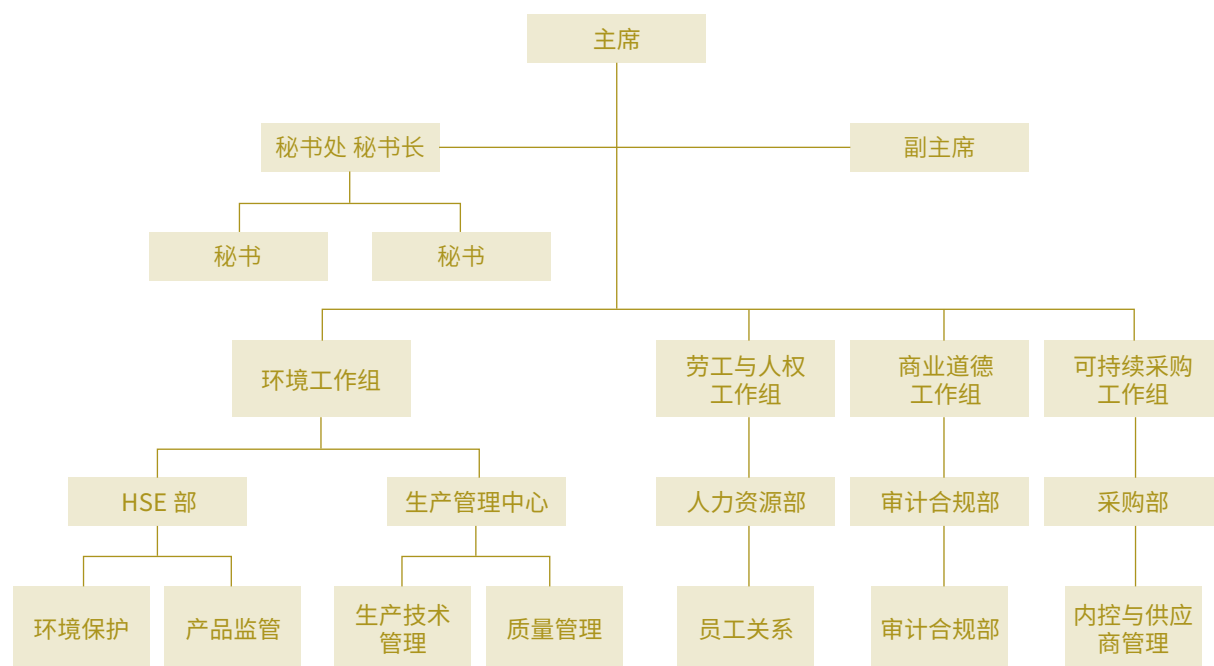 主席
秘书处 秘书长
副主席
秘书
秘书
环境工作组
劳工与人权
工作组
商业道德
工作组
可持续采购
工作组
HSE 部
生产管理中心
人力资源部
审计合规部
采购部
环境保护
产品监管
生产技术
管理
质量管理
员工关系
审计合规部
内控与供应
商管理